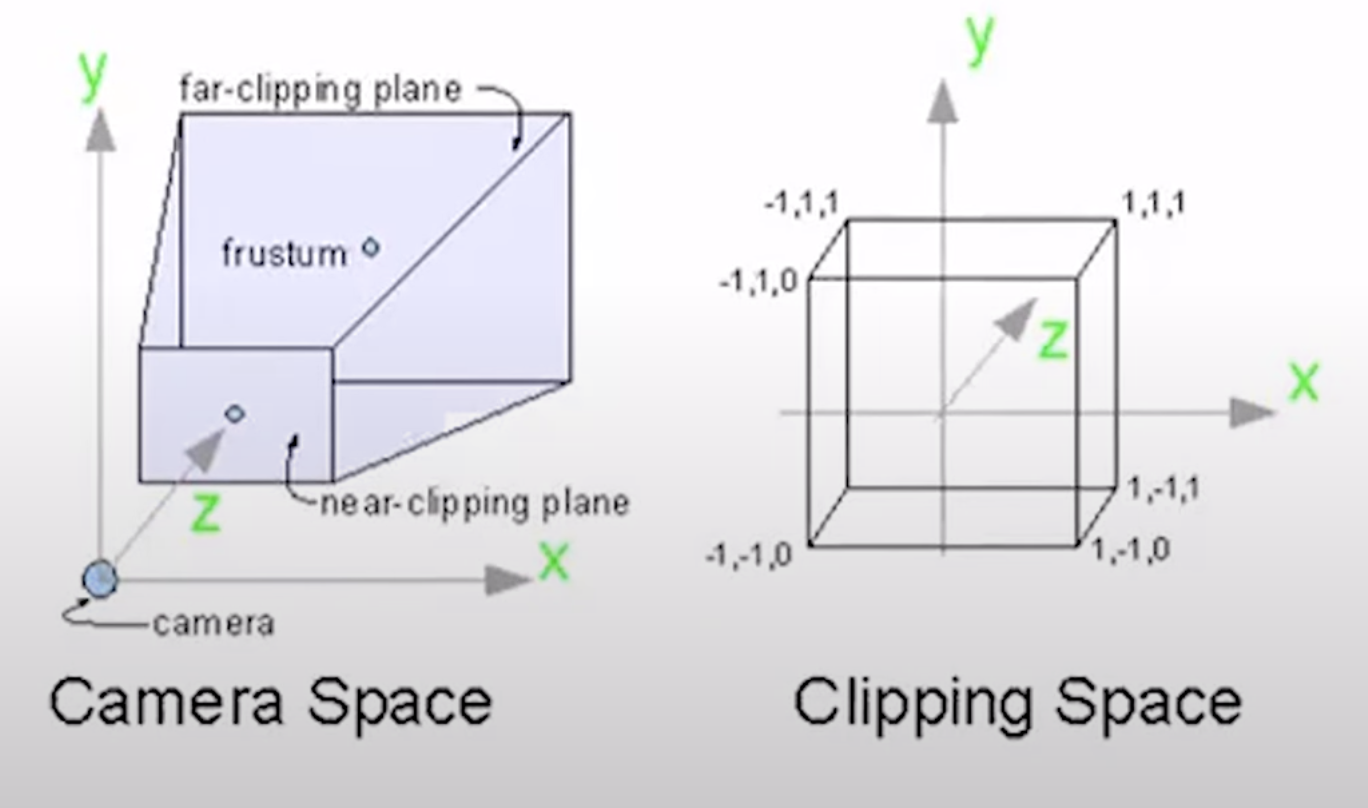 y
far-clipping plane
frustum
z
near-clipping plane
x
camera
Camera Space
y
-1,1,1
1,1,1
-1,1,0
z
x
1,-1,1
-1,-1,0
1,-1,0
Clipping Space